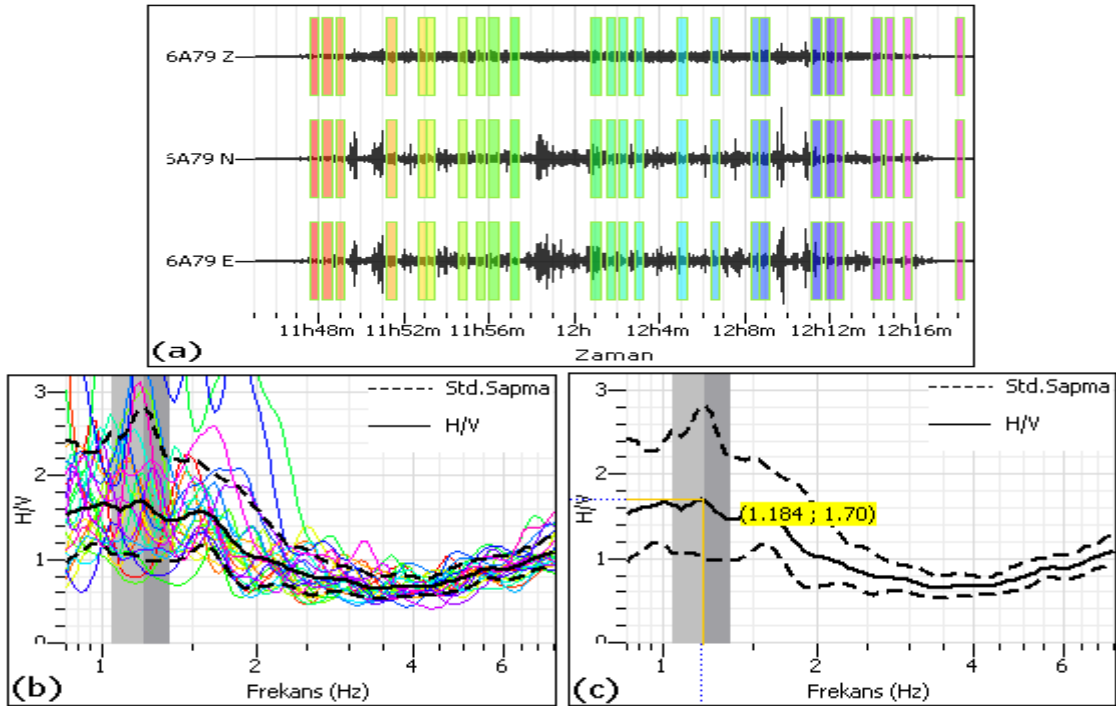 6A79 Z
5A79 N
6A79 E
11h48m 11h52m 11h56m 12h 12h4m 12h8m 12h12m 12h16m
(a) Zaman
3
2
1
0
H/V
Std.Sapma
H/V
1 2 4 6
(b) Frekans (Hz)
3
2
1
0
H/V
Std.Sapma
H/V
(1.184 ; 1.70)
1 2 4 6
(c) Frekans (Hz)